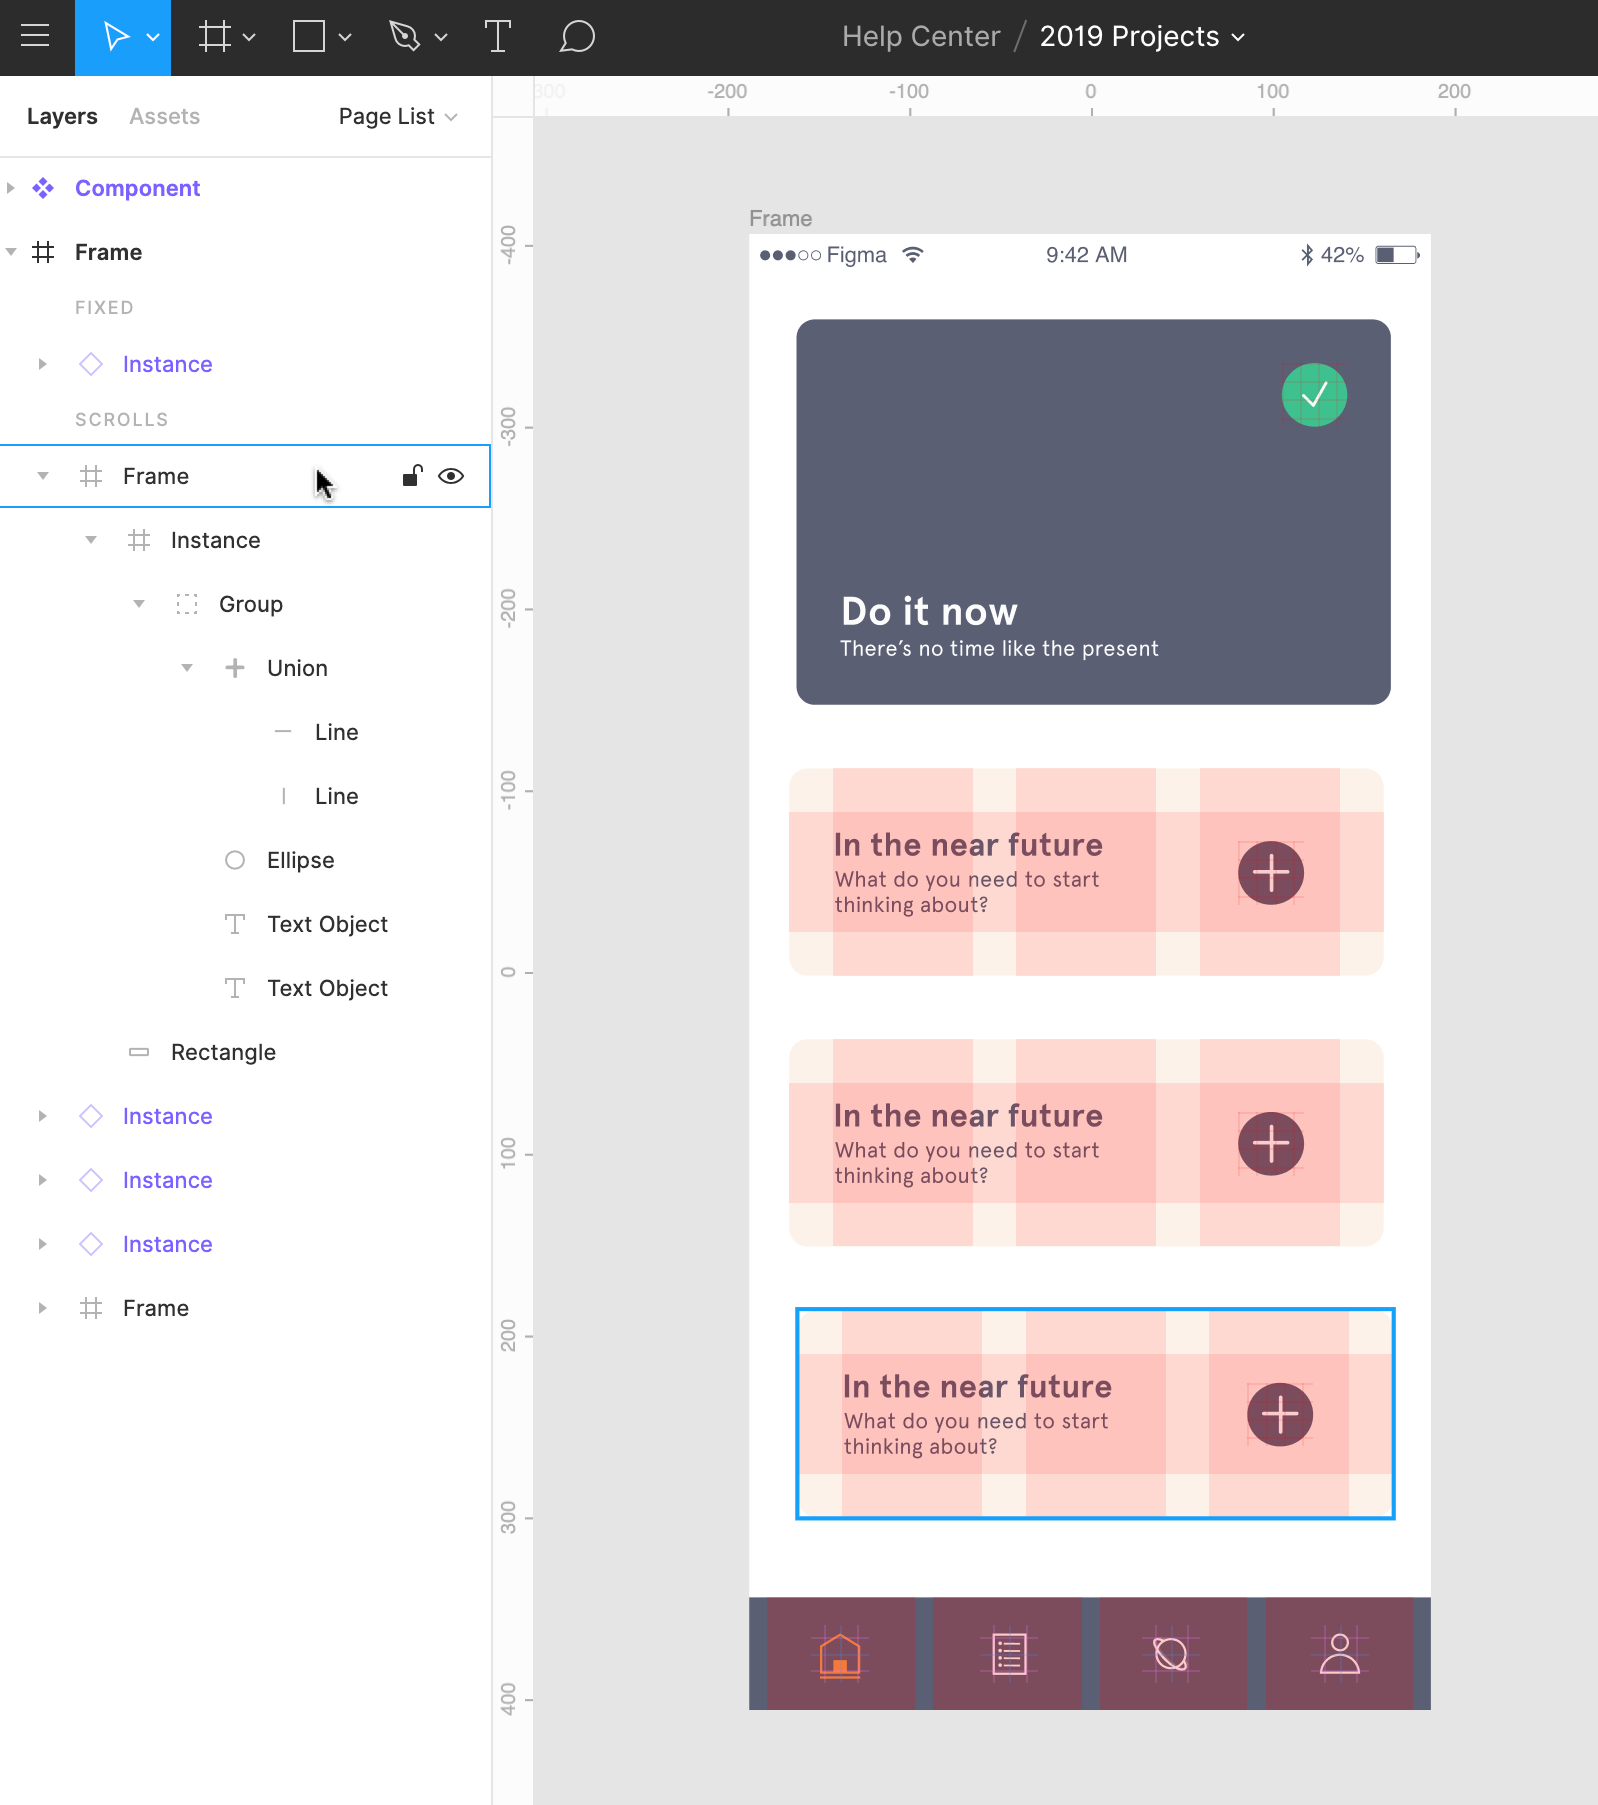 Help Center / 2019 Projects
Layers Assets Page List
300 -200 -100 0 100 200
Component
Frame
FIXED
Instance
SCROLLS
Frame
Instance
Group
Union
Line
Line
Ellipse
Text Object
Text Object
Rectangle
Instance
Instance
Instance
Frame
-400
-300
-200
-100
0
100
200
300
400
Frame
Figma 9:42 AM 42%
Do it now
There's no time like the present
In the near future
What do you need to start
thinking about?
In the near future
What do you need to start
thinking about?
In the near future
What do you need to start
thinking about?